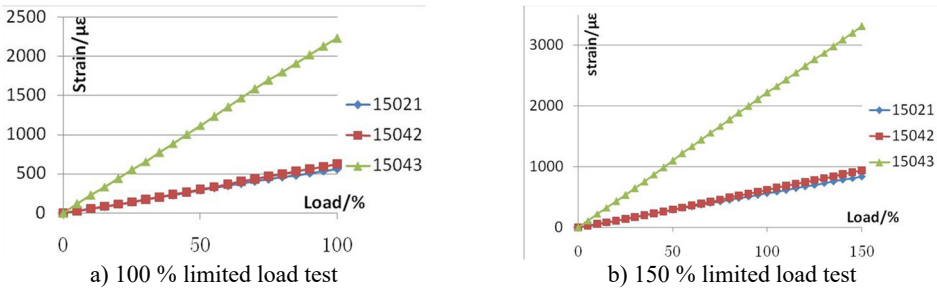 2500
2000
1500
1000
500
0
Strain/με
15021
15042
15043
Load/%
0 50 100
a) 100 % limited load test
3000
2000
1000
0
strain/με
15021
15042
15043
Load/%
0 50 100 150
b) 150 % limited load test